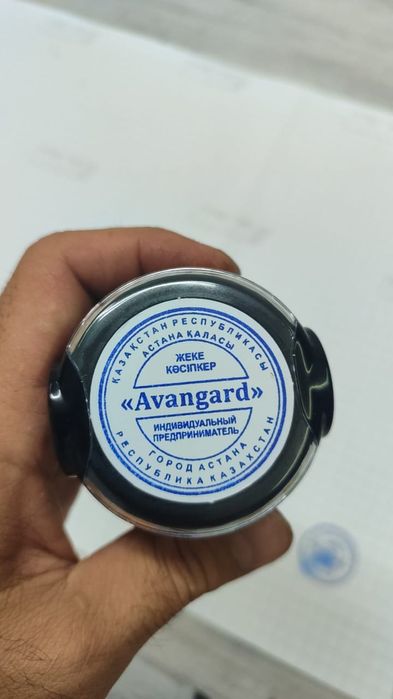 ҚАЗАҚСТАН РЕСПУБЛИКАСЫ
АСТАНА ҚАЛАСЫ
ЖЕКЕ
КӘСІПКЕР
«Avangard»
ИНДИВИДУАЛЬНЫЙ
ПРЕДПРИНИМАТЕЛЬ
ГОРОД АСТАНА
РЕСПУБЛИКА КАЗАХСТАН